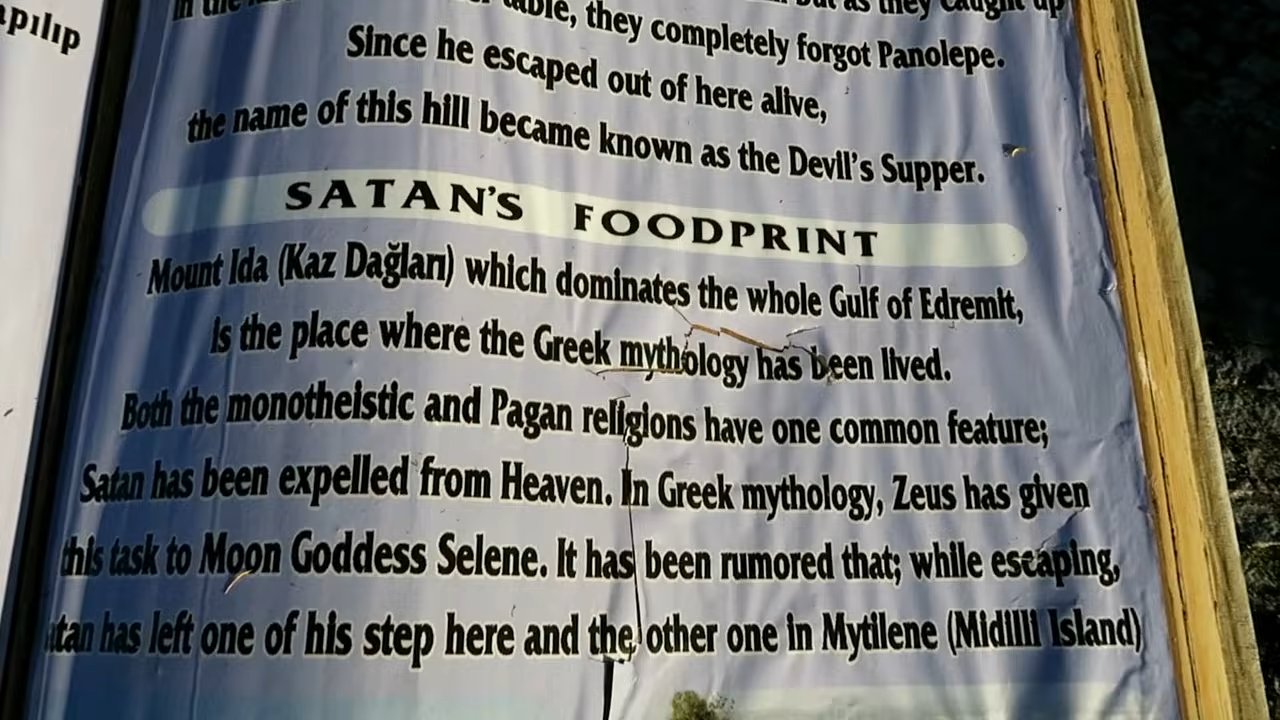 apılıp
in the table, they completely forgot Panolepe.
Since he escaped out of here alive,
the name of this hill became known as the Devil's Supper.
SATAN'S FOODPRINT
Mount Ida (Kaz Dağları) which dominates the whole Gulf of Edremit,
is the place where the Greek mythology has been lived.
Both the monotheistic and Pagan religions have one common feature;
Satan has been expelled from Heaven. In Greek mythology, Zeus has given
this task to Moon Goddess Selene. It has been rumored that; while escaping,
atan has left one of his step here and the other one in Mytilene (Midilli Island)